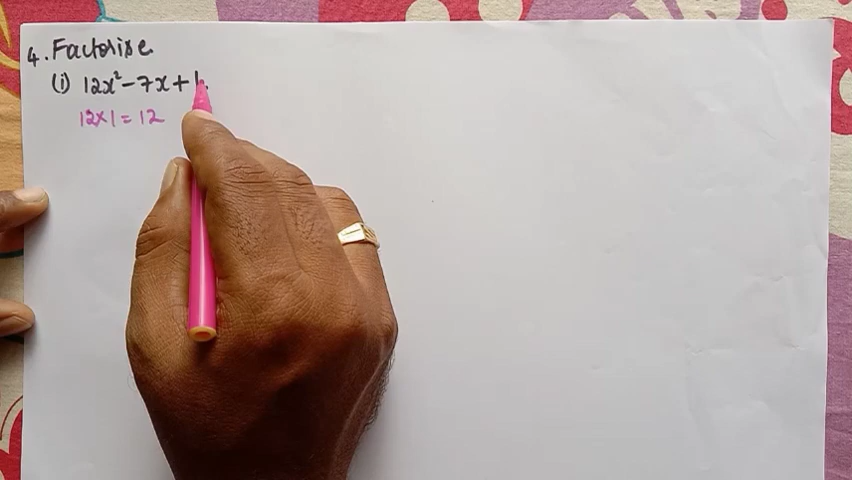 4. Factorise
(i) 12x² - 7x + 1.
12 × 1 = 12